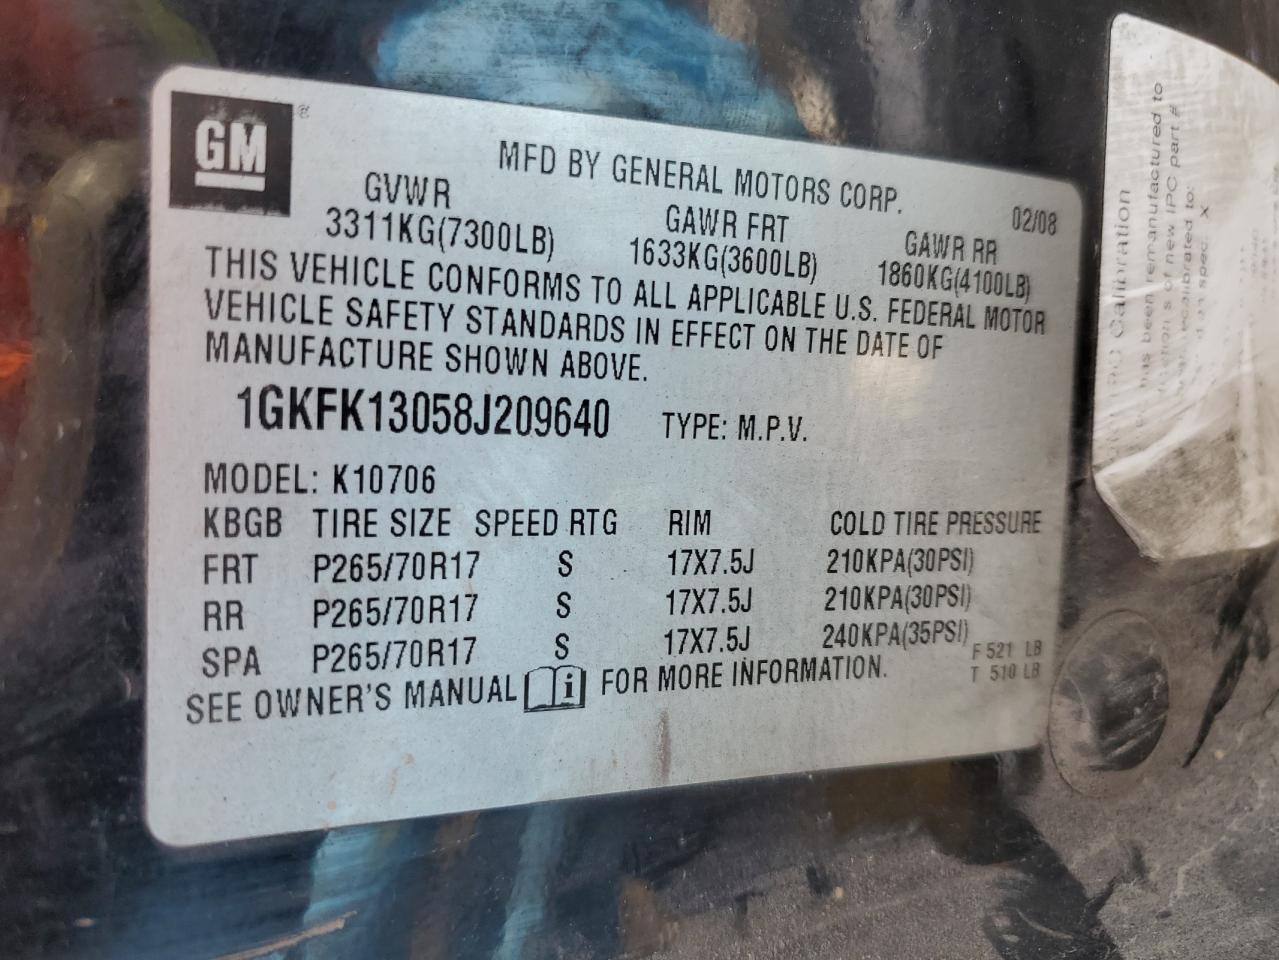 GM®
MFD BY GENERAL MOTORS CORP.
02/08
GVWR GAWR FRT GAWR RR
3311KG(7300LB) 1633KG(3600LB) 1860KG(4100LB)
THIS VEHICLE CONFORMS TO ALL APPLICABLE U.S. FEDERAL MOTOR
VEHICLE SAFETY STANDARDS IN EFFECT ON THE DATE OF
MANUFACTURE SHOWN ABOVE.
1GKFK13058J209640 TYPE: M.P.V.
MODEL: K10706
KBGB TIRE SIZE SPEED RTG RIM COLD TIRE PRESSURE
FRT P265/70R17 S 17X7.5J 210KPA(30PSI)
RR P265/70R17 S 17X7.5J 210KPA(30PSI)
SPA P265/70R17 S 17X7.5J 240KPA(35PSI)
F 521 LB
T 510 LB
SEE OWNER'S MANUAL i FOR MORE INFORMATION.
Calibration
has been remanufactured to
of new IPC part #
to:
spec: X